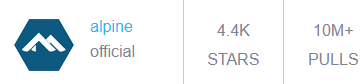 alpine
official
4.4K
STARS
10M+
PULLS